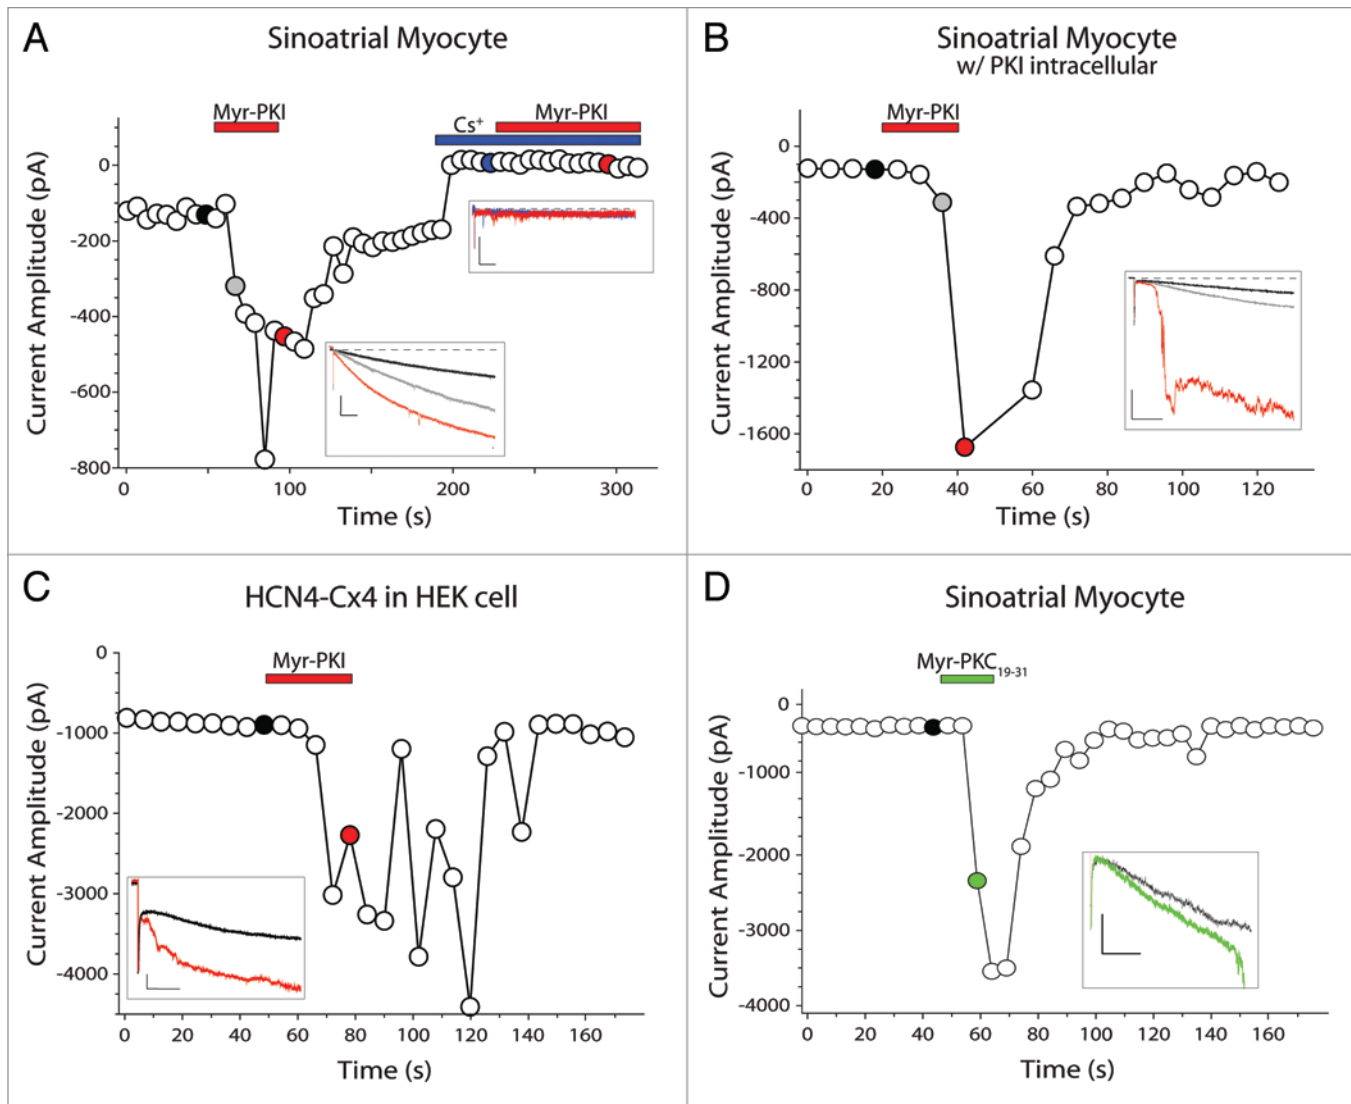 A
Sinoatrial Myocyte
Myr-PKI
Cs+
Myr-PKI
Current Amplitude (pA)
0
-200
-400
-600
-800
0
100
200
300
Time (s)
B
Sinoatrial Myocyte
w/ PKI intracellular
Myr-PKI
Current Amplitude (pA)
0
-400
-800
-1200
-1600
0
20
40
60
80
100
120
Time (s)
C
HCN4-Cx4 in HEK cell
Myr-PKI
Current Amplitude (pA)
0
-1000
-2000
-3000
-4000
0
20
40
60
80
100
120
140
160
Time (s)
D
Sinoatrial Myocyte
Myr-PKC19-31
Current Amplitude (pA)
0
-1000
-2000
-3000
-4000
0
20
40
60
80
100
120
140
160
Time (s)